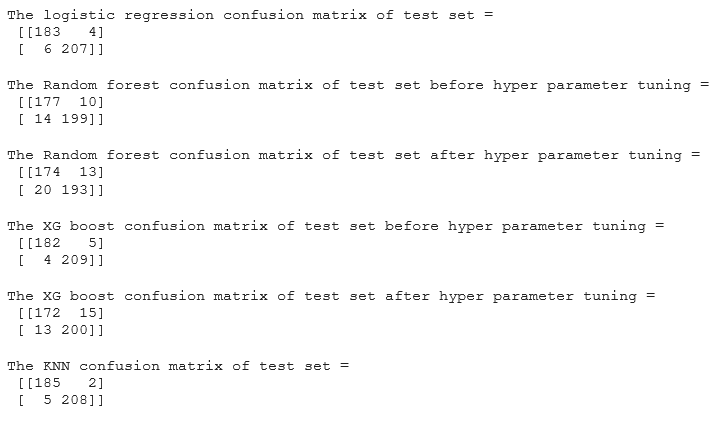 The logistic regression confusion matrix of test set =
[[183   4]
[  6 207]]
The Random forest confusion matrix of test set before hyper parameter tuning =
[[177  10]
[ 14 199]]
The Random forest confusion matrix of test set after hyper parameter tuning =
[[174  13]
[ 20 193]]
The XG boost confusion matrix of test set before hyper parameter tuning =
[[182   5]
[  4 209]]
The XG boost confusion matrix of test set after hyper parameter tuning =
[[172  15]
[ 13 200]]
The KNN confusion matrix of test set =
[[185   2]
[  5 208]]